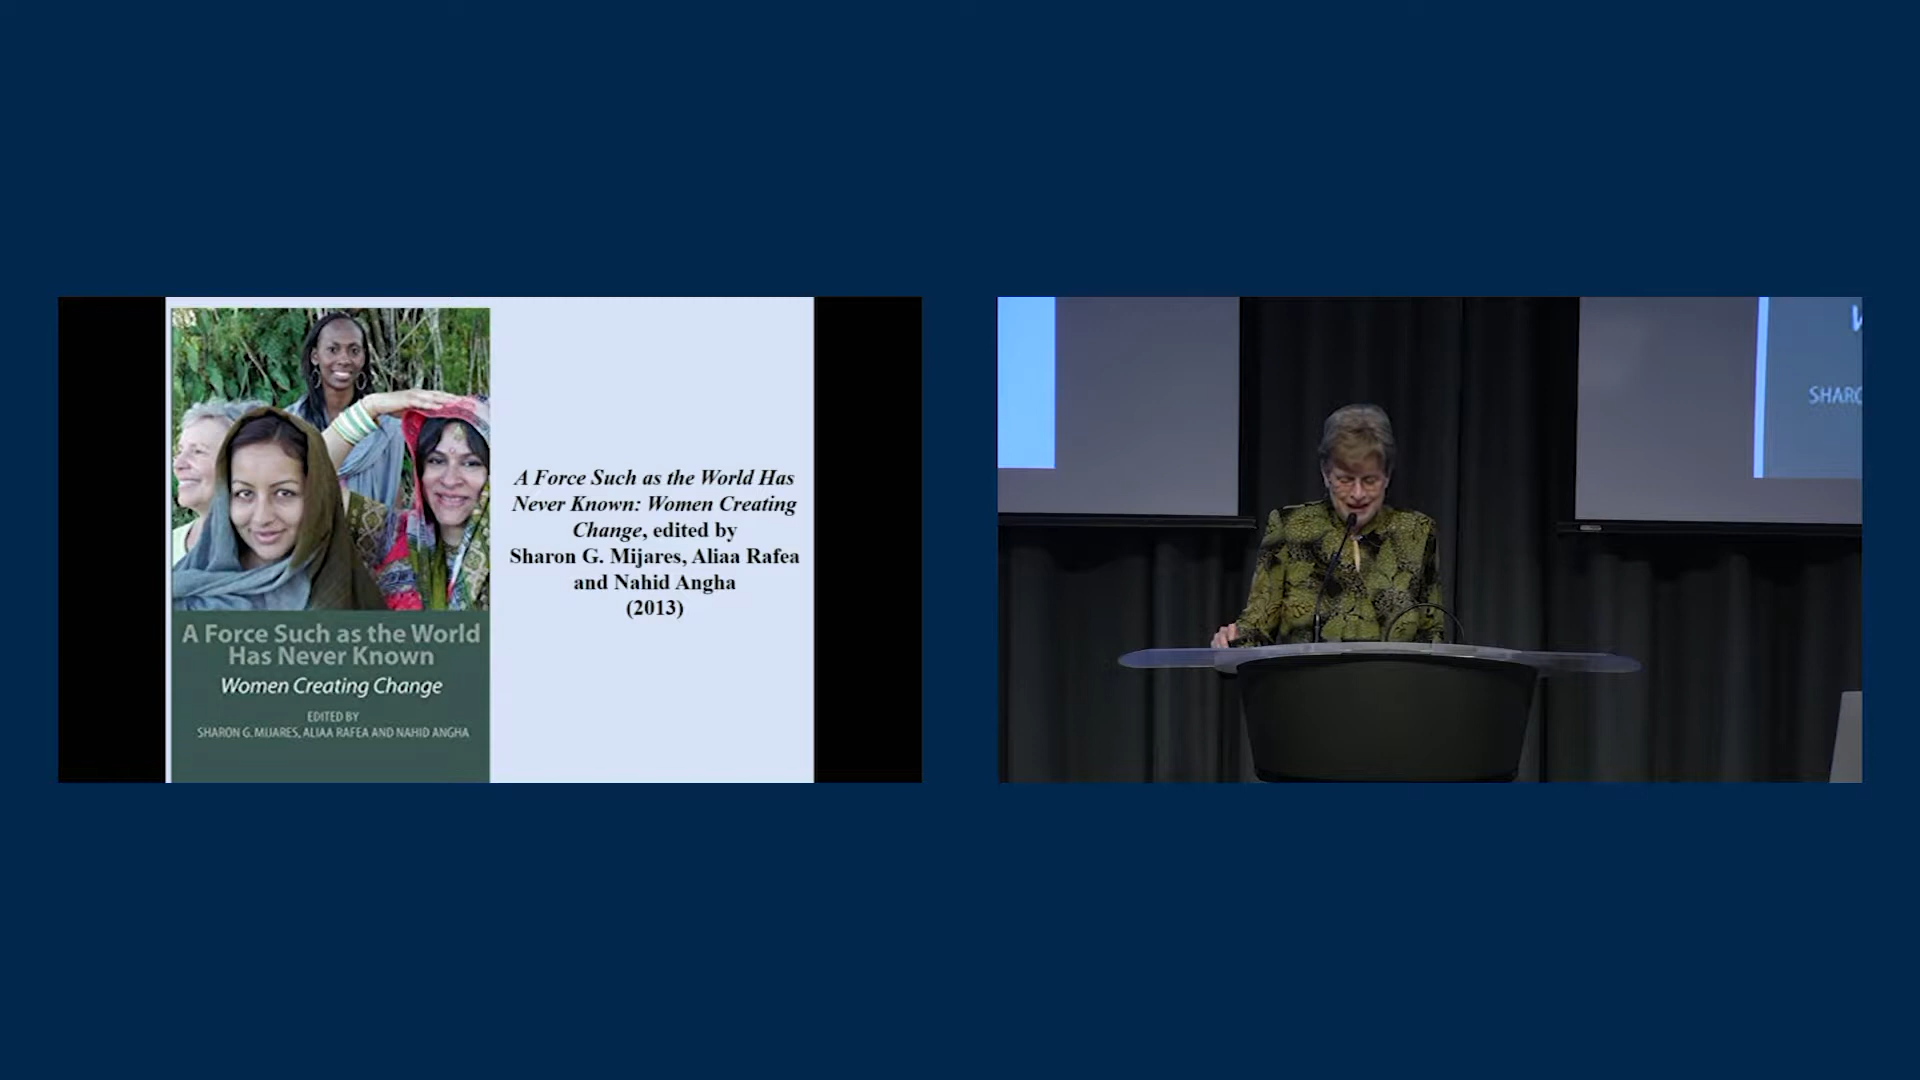 A Force Such as the World
Has Never Known
Women Creating Change
EDITED BY
SHARON G. MIJARES, ALIAA RAFEA AND NAHID ANGHA
A Force Such as the World Has
Never Known: Women Creating
Change, edited by
Sharon G. Mijares, Aliaa Rafea
and Nahid Angha
(2013)